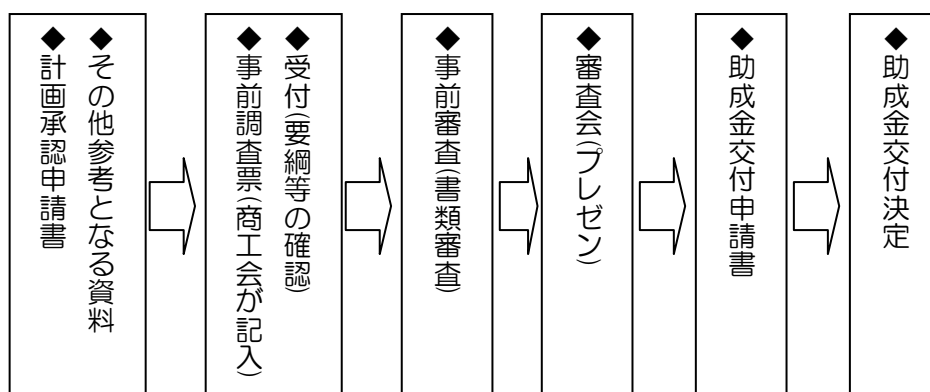 ◆その他参考となる資料
◆計画承認申請書
◆受付(要綱等の確認)
◆事前調査票(商工会が記入)
◆事前審査(書類審査)
◆審査会(プレゼン)
◆助成金交付申請書
◆助成金交付決定